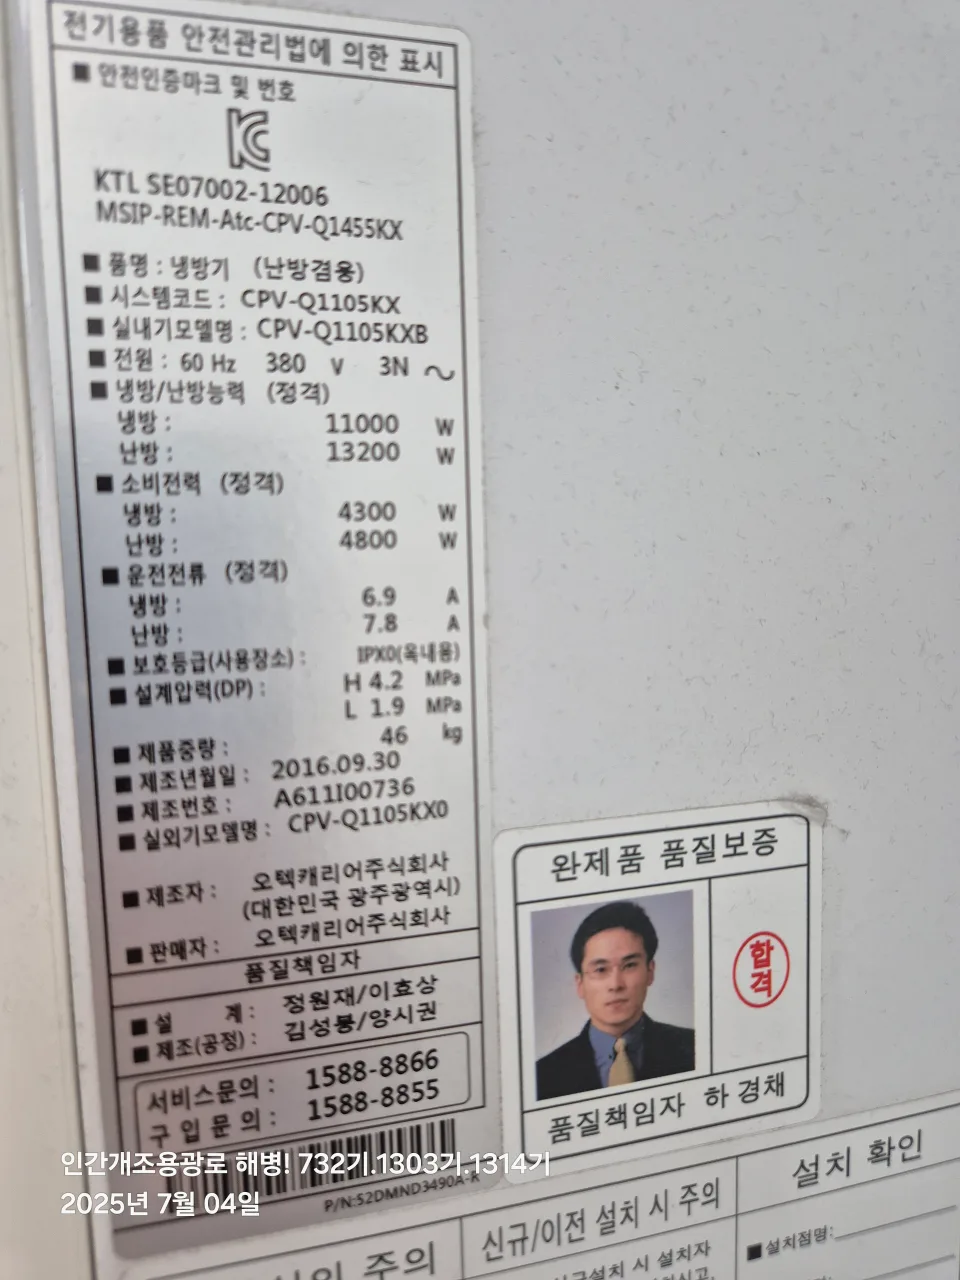 전기용품 안전관리법에 의한 표시
■ 안전인증마크 및 번호
KTL SE07002-12006
MSIP-REM-Atc-CPV-Q1455KX
■ 품명 : 냉방기 (난방겸용)
■ 시스템코드 : CPV-Q1105KX
■ 실내기모델명 : CPV-Q1105KXB
■ 전원 : 60 Hz 380 V 3N ~
■ 냉방/난방능력 (정격)
냉방 : 11000 W
난방 : 13200 W
■ 소비전력 (정격)
냉방 : 4300 W
난방 : 4800 W
■ 운전전류 (정격)
냉방 : 6.9 A
난방 : 7.8 A
■ 보호등급(사용장소) : IPX0(옥내용)
■ 설계압력(DP) : H 4.2 MPa
L 1.9 MPa
■ 제품중량 : 46 kg
■ 제조년월일 : 2016.09.30
■ 제조번호 : A611I00736
■ 실외기모델명 : CPV-Q1105KX0
■ 제조자 : 오텍캐리어주식회사
(대한민국 광주광역시)
■ 판매자 : 오텍캐리어주식회사
품질책임자
■ 설 계 : 정원재/이효상
■ 제조(공정) : 김성봉/양시권
서비스문의 : 1588-8866
구 입 문 의 : 1588-8855
P/N:52DMND3490A-R
완제품 품질보증
합격
품질책임자 하 경채
주의
신규/이전 설치 시 주의
설치 시 설치자
설치 확인
■ 설치점명:
인간개조용광로 해병! 732기.1303기.1314기
2025년 7월 04일